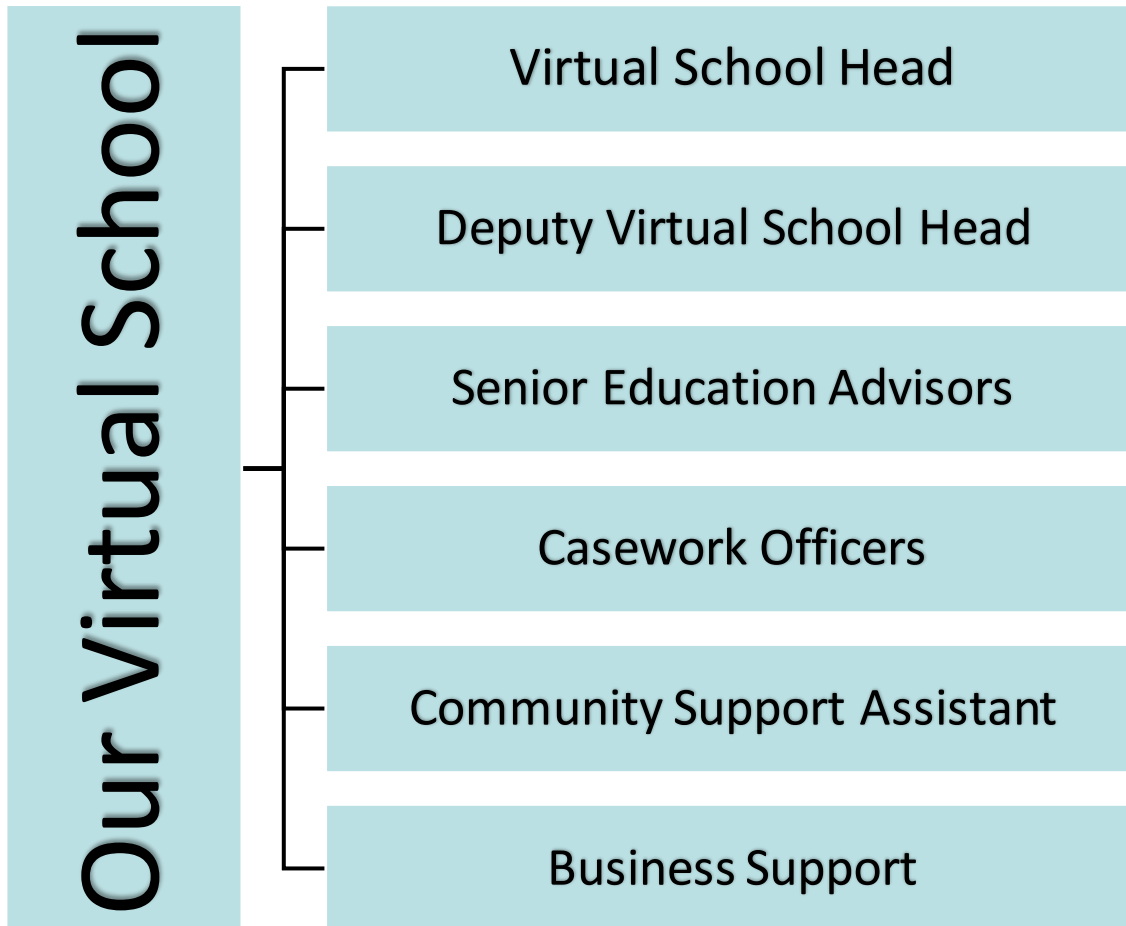 Our Virtual School
Virtual School Head
Deputy Virtual School Head
Senior Education Advisors
Casework Officers
Community Support Assistant
Business Support